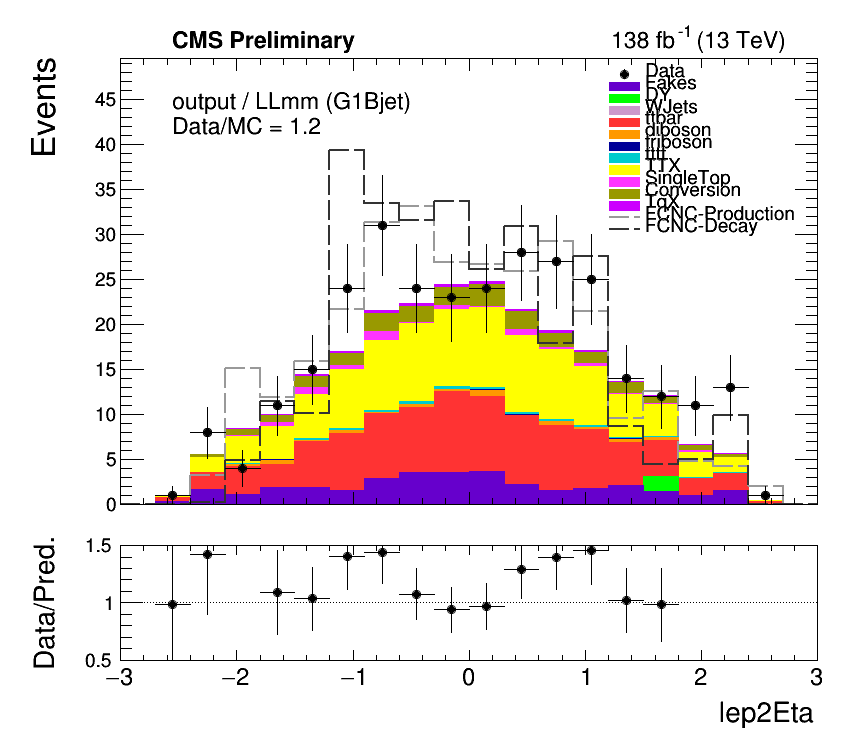 CMS Preliminary
138 fb⁻¹ (13 TeV)
Events
output / LLmm (G1Bjet)
Data/MC = 1.2
Data
Fakes
DY
WJets
ttbar
diboson
triboson
tttt
TTX
SingleTop
Conversion
TqX
FCNC-Production
FCNC-Decay
45
40
35
30
25
20
15
10
5
0
Data/Pred.
1.5
1
0.5
−3 −2 −1 0 1 2 3
lep2Eta